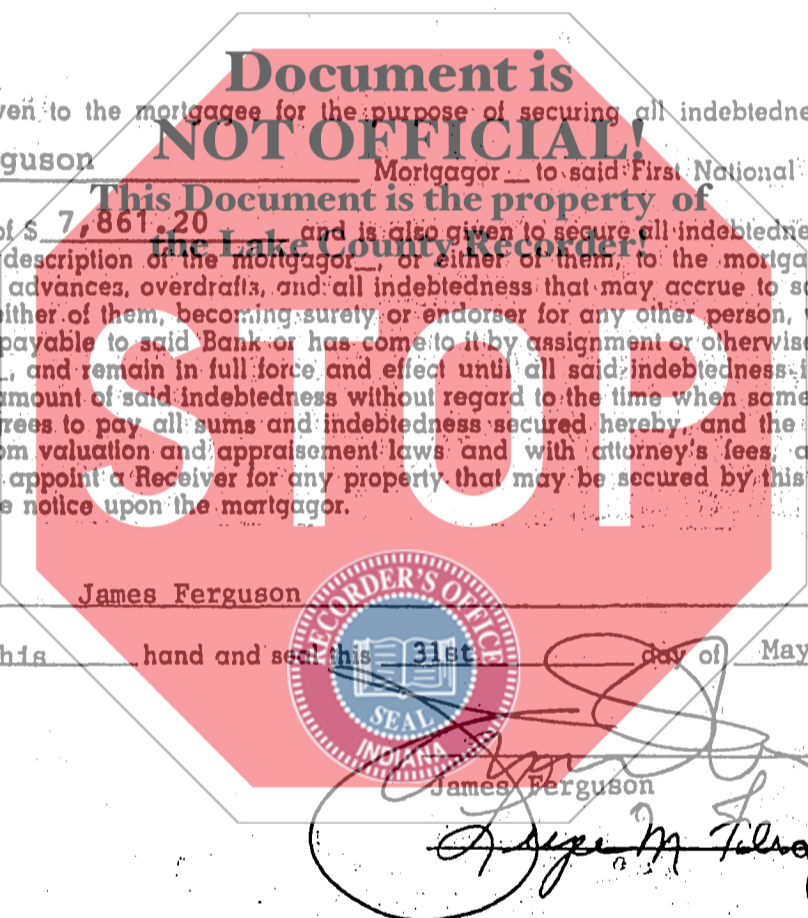 Document is
ven to the mortgagee for the purpose of securing all indebtedne
NOT OFFICIAL!
guson Mortgagor to said First National
This Document is the property of
of $ 7,861.20 and is also given to secure all indebtedne
the Lake County Recorder!
description of the mortgagor , or either of them, to the mortga
advances, overdrafts, and all indebtedness that may accrue to s
ither of them, becoming surety or endorser for any other person,
payable to said Bank or has come to it by assignment or otherwise
, and remain in full force and effect until all said indebtedness
STOP
amount of said indebtedness without regard to the time when same
rees to pay all sums and indebtedness secured hereby, and the
om valuation and appraisement laws and with attorney's fees, a
appoint a Receiver for any property that may be secured by this
e notice upon the martgagor.
James Ferguson
RECORDER'S OFFICE
his hand and seal this 31st day of May
SEAL
INDIANA
James Ferguson